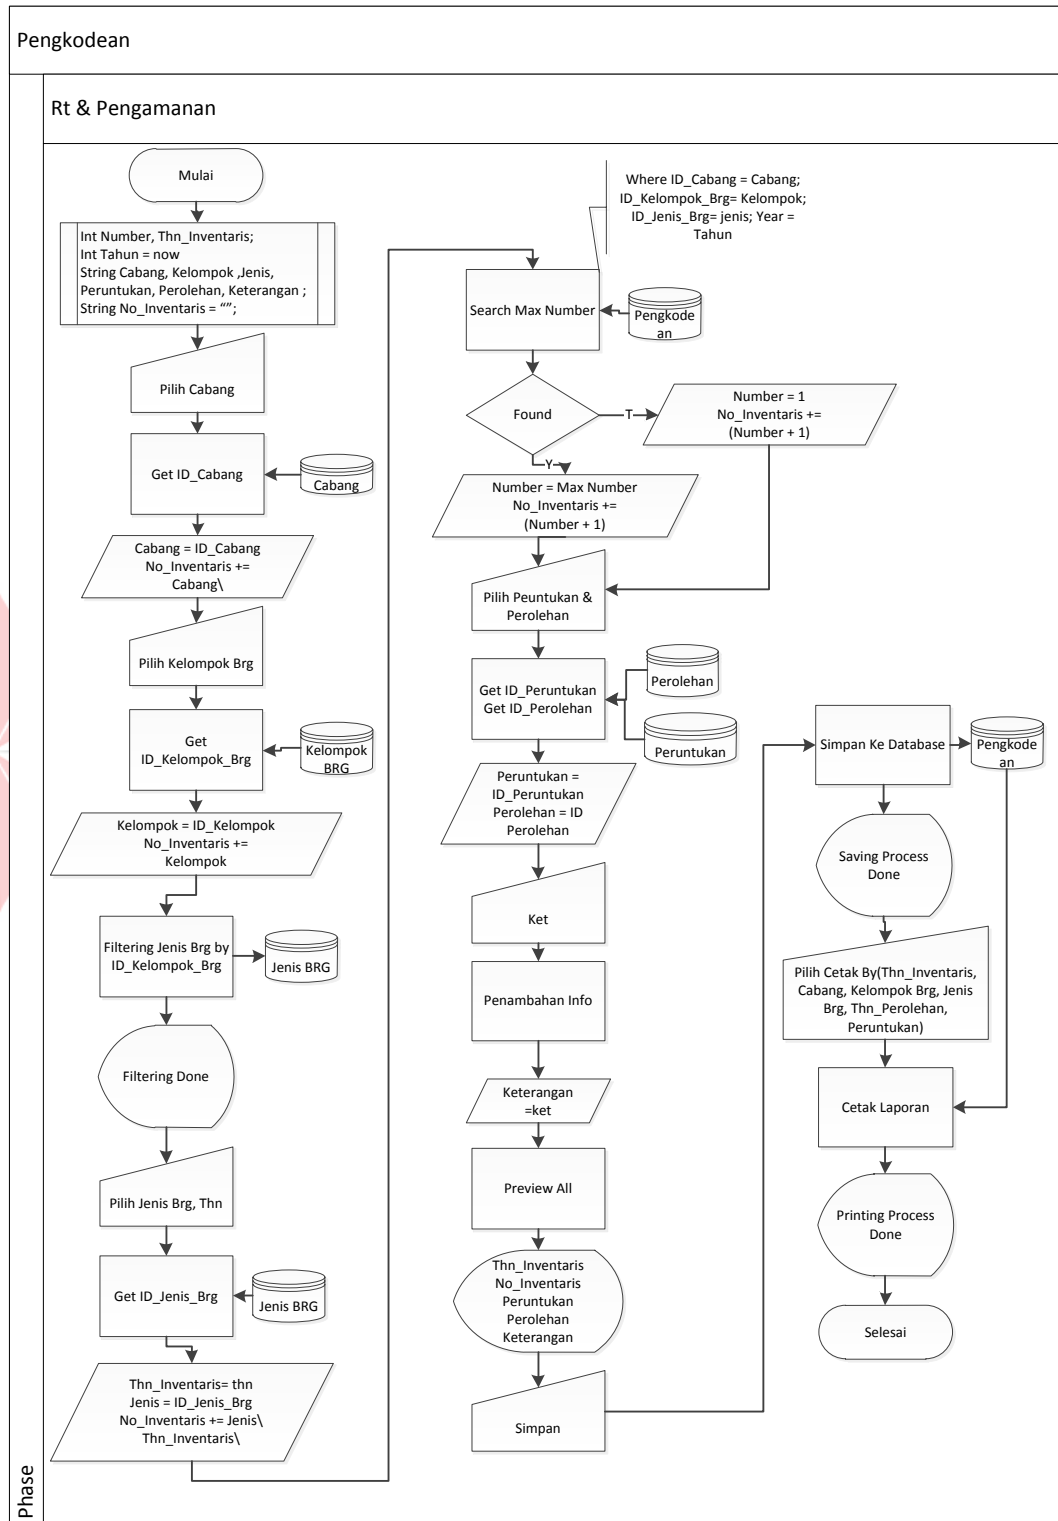 Pengkodean
Rt & Pengamanan
Phase
Mulai
Int Number, Thn_Inventaris;
Int Tahun = now
String Cabang, Kelompok ,Jenis,
Peruntukan, Perolehan, Keterangan ;
String No_Inventaris = “”;
Pilih Cabang
Get ID_Cabang
Cabang
Cabang = ID_Cabang
No_Inventaris +=
Cabang\
Pilih Kelompok Brg
Get
ID_Kelompok_Brg
Kelompok
BRG
Kelompok = ID_Kelompok
No_Inventaris +=
Kelompok
Filtering Jenis Brg by
ID_Kelompok_Brg
Jenis BRG
Filtering Done
Pilih Jenis Brg, Thn
Get ID_Jenis_Brg
Jenis BRG
Thn_Inventaris= thn
Jenis = ID_Jenis_Brg
No_Inventaris += Jenis\
Thn_Inventaris\
Where ID_Cabang = Cabang;
ID_Kelompok_Brg= Kelompok;
ID_Jenis_Brg= jenis; Year =
Tahun
Search Max Number
Pengkode
an
Found
T
Number = 1
No_Inventaris +=
(Number + 1)
Y
Number = Max Number
No_Inventaris +=
(Number + 1)
Pilih Peuntukan &
Perolehan
Get ID_Peruntukan
Get ID_Perolehan
Perolehan
Peruntukan
Peruntukan =
ID_Peruntukan
Perolehan = ID
Perolehan
Ket
Penambahan Info
Keterangan
=ket
Preview All
Thn_Inventaris
No_Inventaris
Peruntukan
Perolehan
Keterangan
Simpan
Simpan Ke Database
Pengkode
an
Saving Process
Done
Pilih Cetak By(Thn_Inventaris,
Cabang, Kelompok Brg, Jenis
Brg, Thn_Perolehan,
Peruntukan)
Cetak Laporan
Printing Process
Done
Selesai